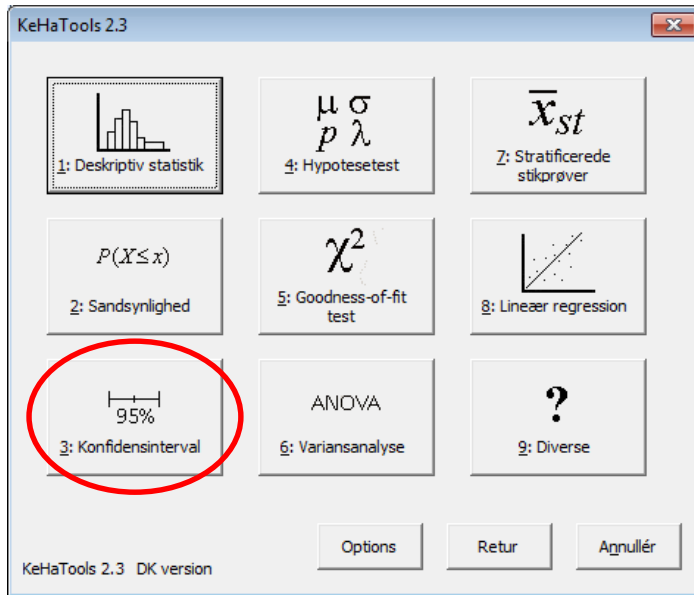 KeHaTools 2.3
1: Deskriptiv statistik
μ σ
p λ
4: Hypotesetest
x̄st
7: Stratificerede
stikprøver
P(X≤x)
2: Sandsynlighed
χ²
5: Goodness-of-fit
test
8: Lineær regression
95%
3: Konfidensinterval
ANOVA
6: Variansanalyse
?
9: Diverse
Options
Retur
Annullér
KeHaTools 2.3 DK version